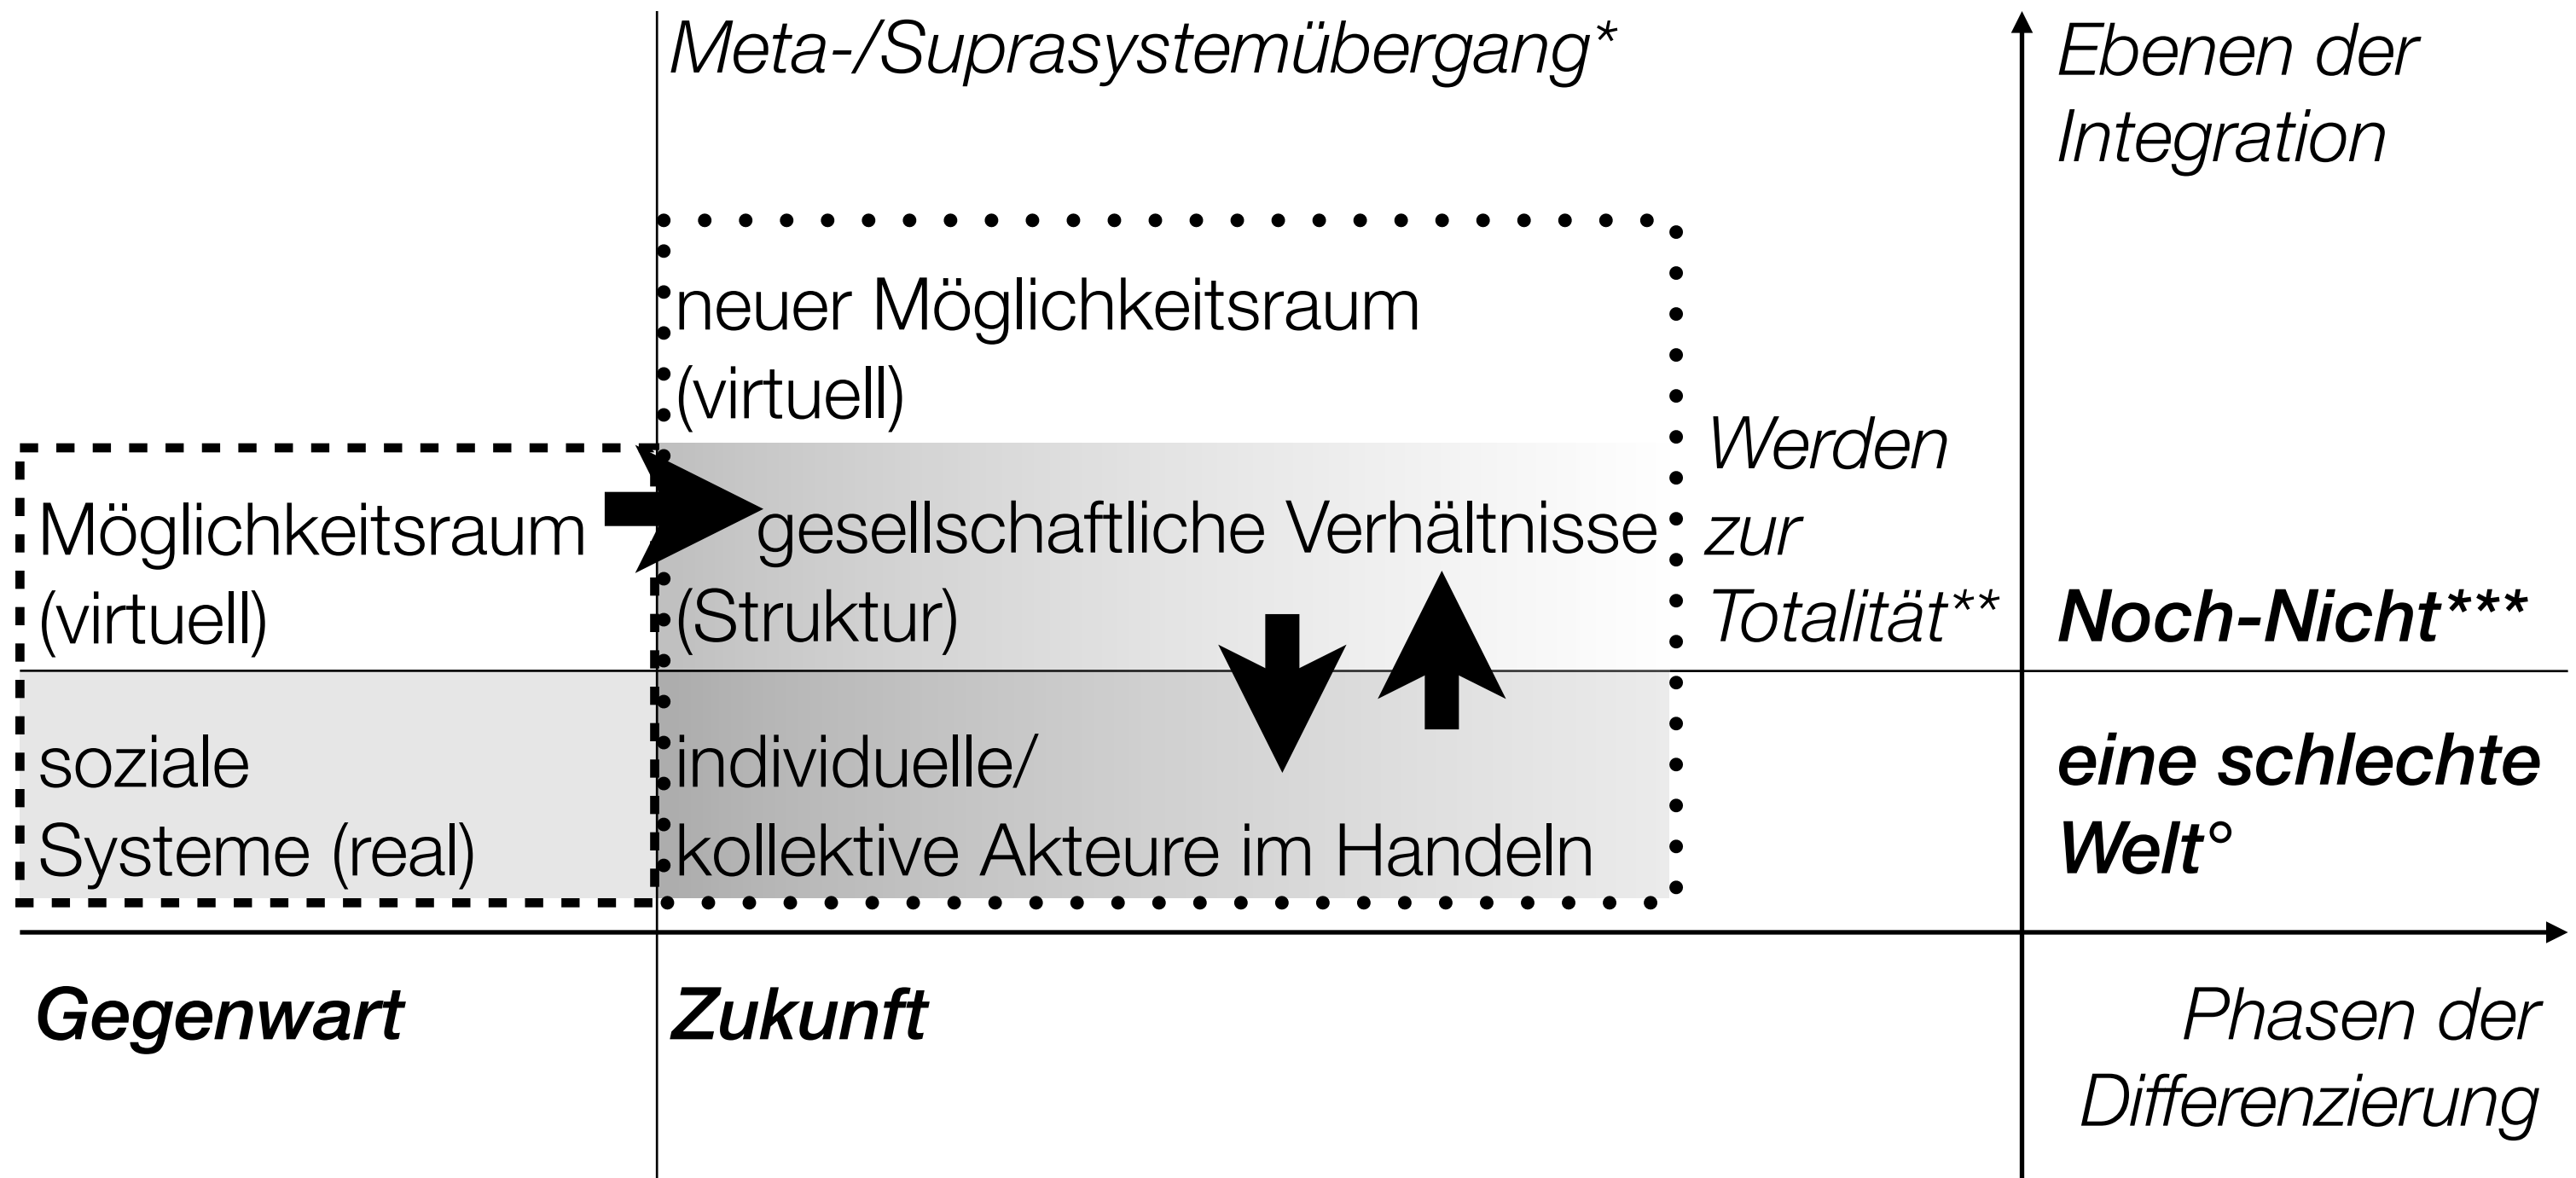 Meta-/Suprasystemübergang*
Ebenen der
Integration
neuer Möglichkeitsraum
(virtuell)
Möglichkeitsraum
(virtuell)
gesellschaftliche Verhältnisse
(Struktur)
Werden
zur
Totalität**
Noch-Nicht***
soziale
Systeme (real)
individuelle/
kollektive Akteure im Handeln
eine schlechte
Welt°
Gegenwart
Zukunft
Phasen der
Differenzierung